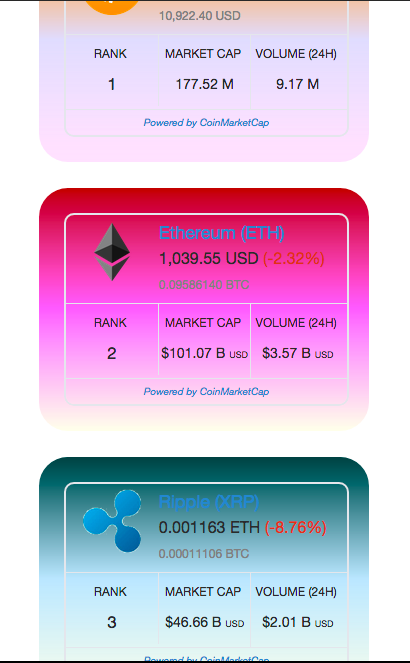 10,922.40 USD
RANK MARKET CAP VOLUME (24H)
1 177.52 M 9.17 M
Powered by CoinMarketCap
Ethereum (ETH)
1,039.55 USD (-2.32%)
0.09586140 BTC
RANK MARKET CAP VOLUME (24H)
2 $101.07 B USD $3.57 B USD
Powered by CoinMarketCap
Ripple (XRP)
0.001163 ETH (-8.76%)
0.00011106 BTC
RANK MARKET CAP VOLUME (24H)
3 $46.66 B USD $2.01 B USD
Powered by CoinMarketCap